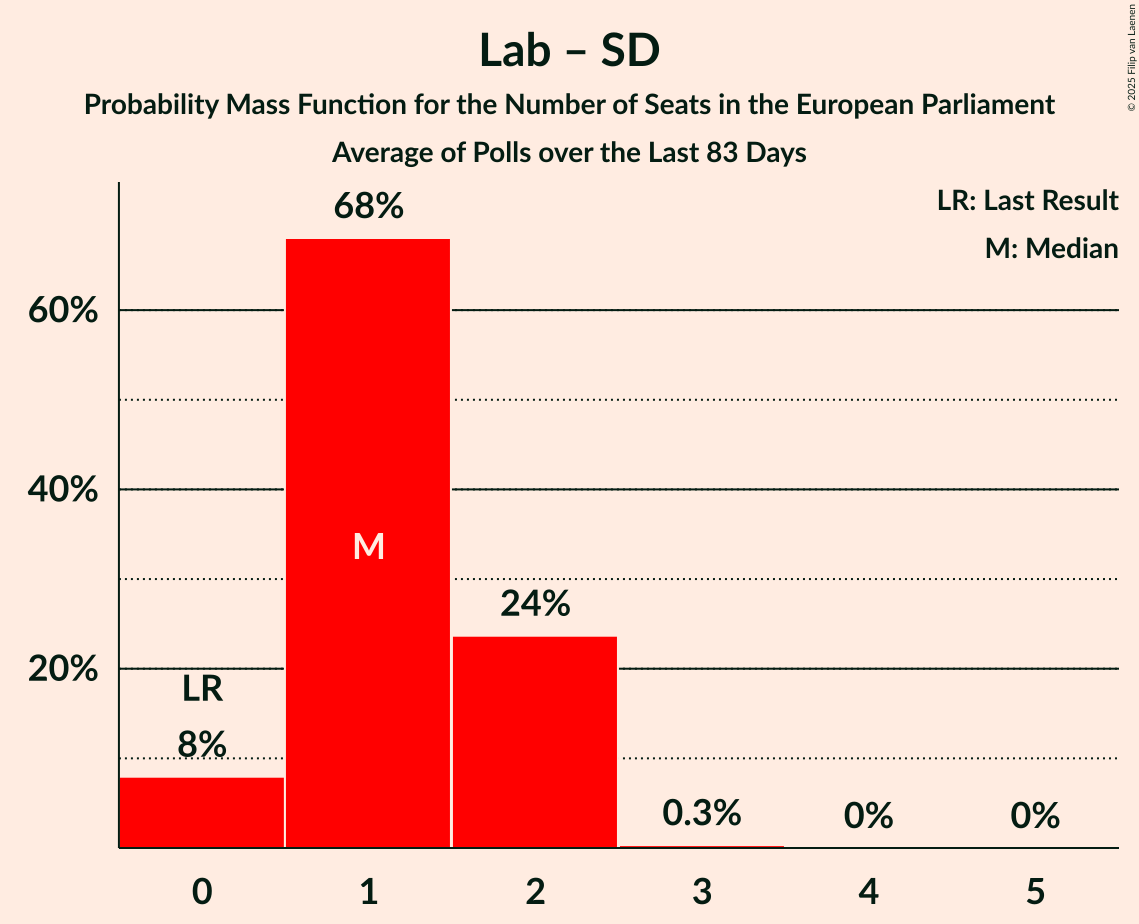 Lab – SD
Probability Mass Function for the Number of Seats in the European Parliament
Average of Polls over the Last 83 Days
© 2025 Filip van Laenen
LR: Last Result
M: Median
68%
60%
40%
M
24%
20%
LR
8%
0.3%
0%
0%
0 1 2 3 4 5